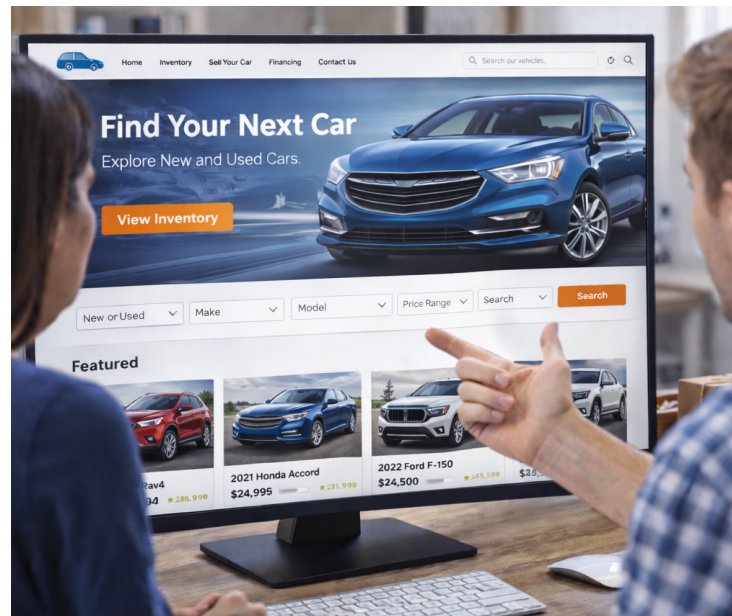 Home Inventory Sell Your Car Financing Contact Us Search our vehicles..
Find Your Next Car
Explore New and Used Cars.
View Inventory
New or Used Make Model Price Range Search Search
Featured
Rav4
94
2021 Honda Accord
$24,995
2022 Ford F-150
$24,500